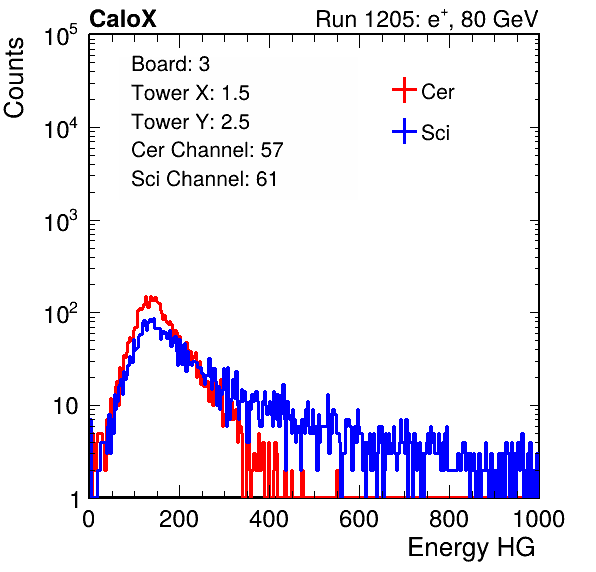 CaloX Run 1205: e⁺, 80 GeV
Counts
10⁵
10⁴
10³
10²
10
1
Board: 3
Tower X: 1.5
Tower Y: 2.5
Cer Channel: 57
Sci Channel: 61
Cer
Sci
0 200 400 600 800 1000
Energy HG